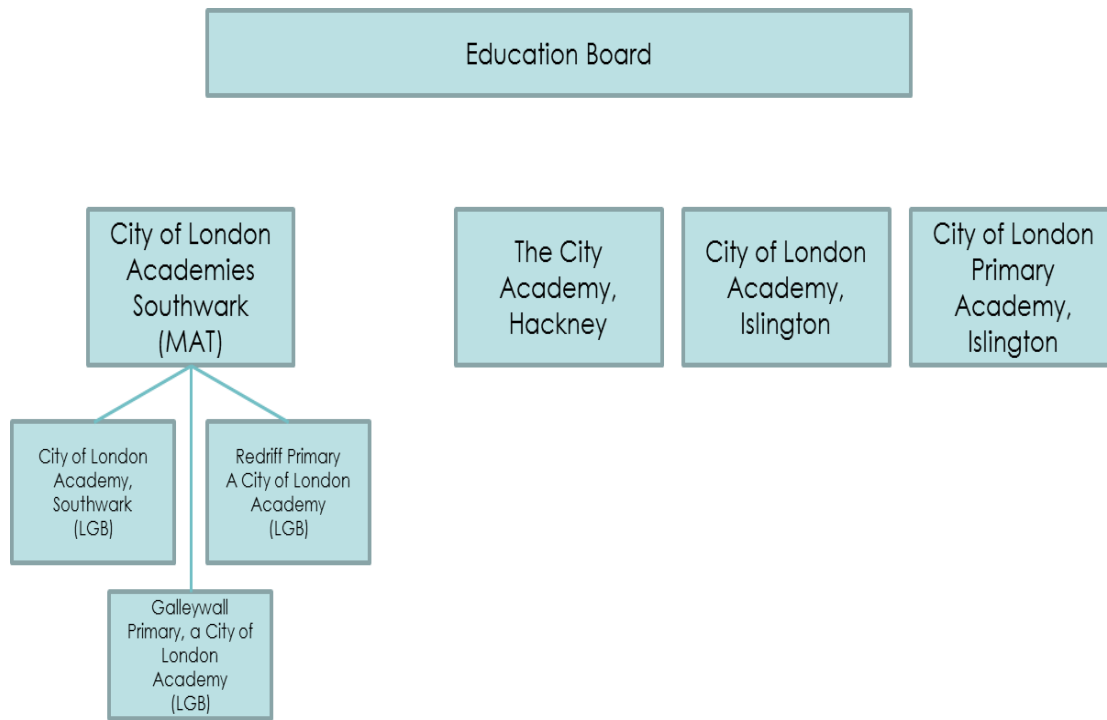 Education Board
City of London
Academies
Southwark
(MAT)
The City
Academy,
Hackney
City of London
Academy,
Islington
City of London
Primary
Academy,
Islington
City of London
Academy,
Southwark
(LGB)
Redriff Primary
A City of London
Academy
(LGB)
Galleywall
Primary, a City of
London
Academy
(LGB)